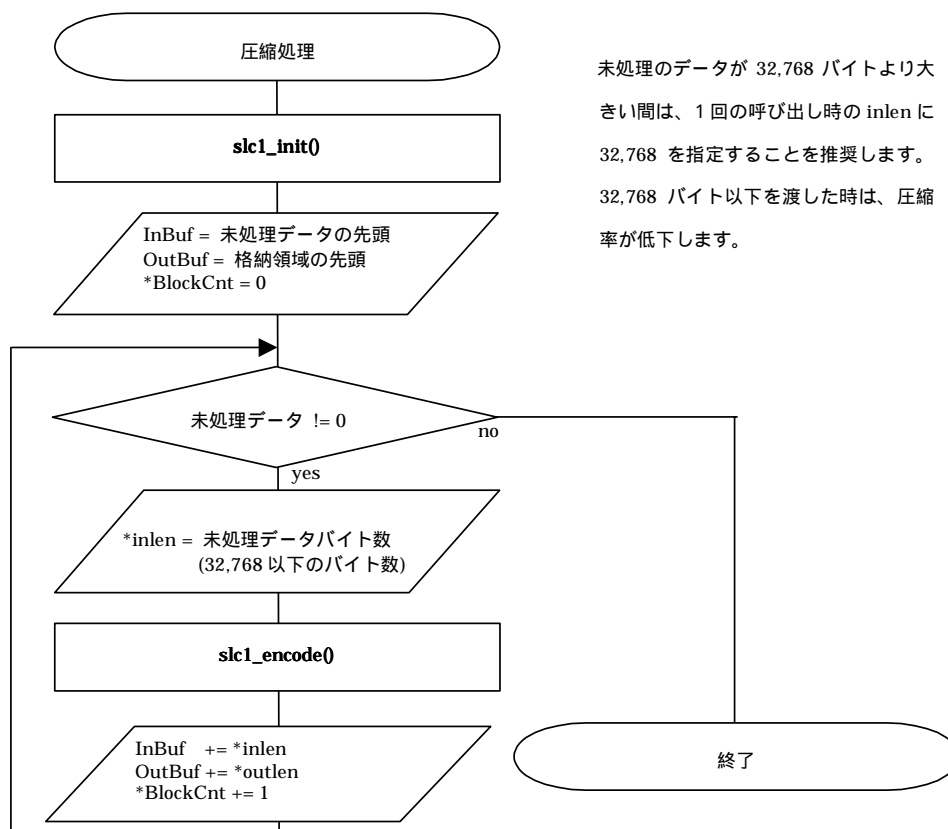 圧縮処理
未処理のデータが 32,768 バイトより大
きい間は、1 回の呼び出し時の inlen に
32,768 を指定することを推奨します。
32,768 バイト以下を渡した時は、圧縮
率が低下します。
slc1_init()
InBuf = 未処理データの先頭
OutBuf = 格納領域の先頭
*BlockCnt = 0
未処理データ != 0
no
yes
*inlen = 未処理データバイト数
(32,768 以下のバイト数)
slc1_encode()
InBuf += *inlen
OutBuf += *outlen
*BlockCnt += 1
終了